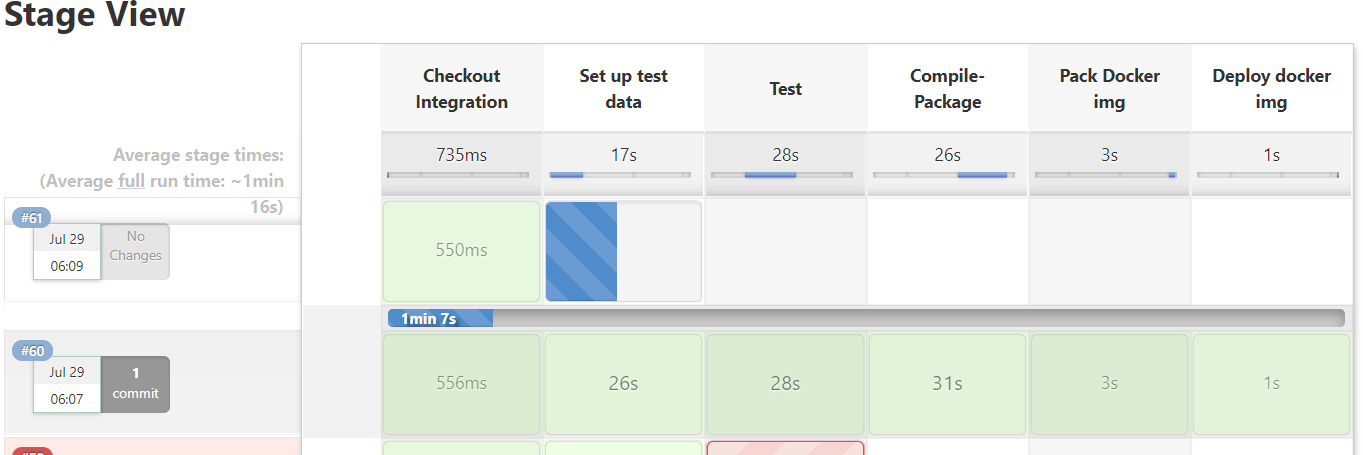 Stage View
Checkout Integration
Set up test data
Test
Compile-Package
Pack Docker img
Deploy docker img
Average stage times:
(Average full run time: ~1min
16s)
735ms
17s
28s
26s
3s
1s
#61
Jul 29
06:09
No
Changes
550ms
1min 7s
#60
Jul 29
06:07
1
commit
556ms
26s
28s
31s
3s
1s